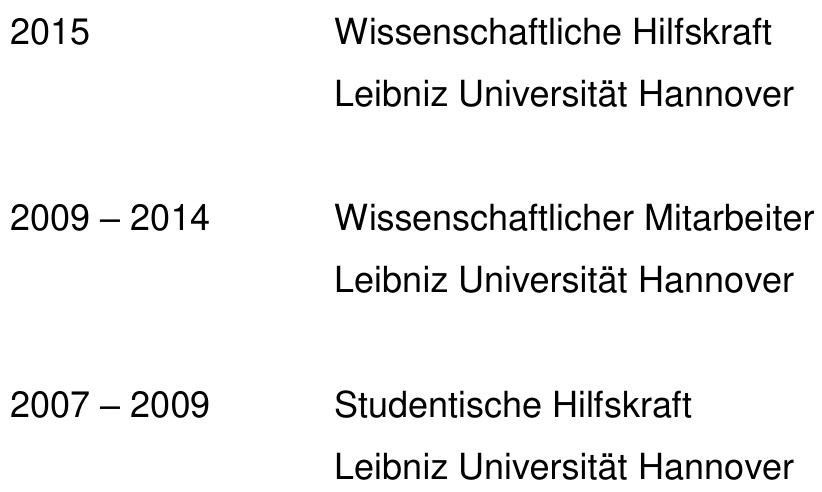 2015 Wissenschaftliche Hilfskraft
Leibniz Universität Hannover
2009 – 2014 Wissenschaftlicher Mitarbeiter
Leibniz Universität Hannover
2007 – 2009 Studentische Hilfskraft
Leibniz Universität Hannover